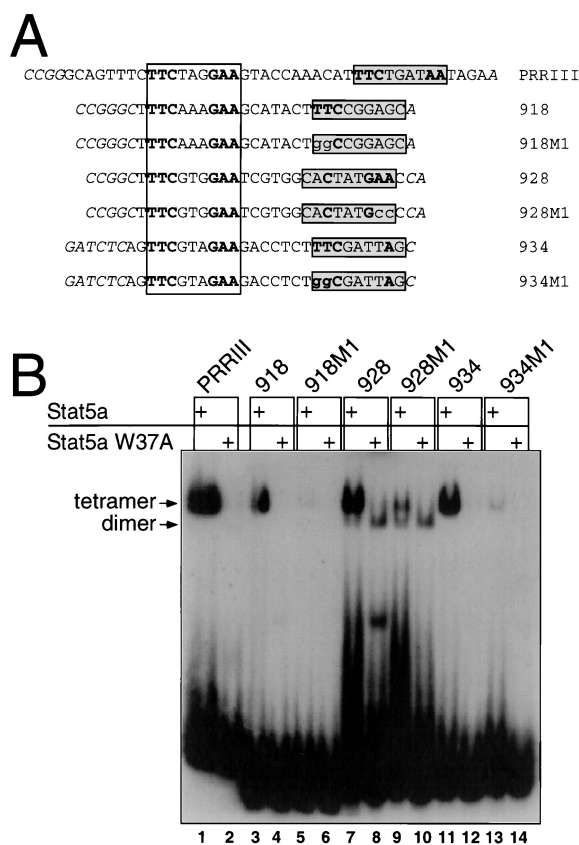 A
CCGGGCAGTTTCTTCTAGGAAGTACCAAACATTTCTGATAATAGAA PRRIII
CCGGGCTTTCAAAGAAGCATACTTTCCGGAGCA 918
CCGGGCTTTCAAAGAAGCATACTggCCGGAGCA 918M1
CCGGCTTTCGTGGAATCGTGGCACTATGAACCA 928
CCGGCTTTCGTGGAATCGTGGCACTATGccCCA 928M1
GATCTCAGTTCGTAGAAGACCTCTTTCGATTAGC 934
GATCTCAGTTCGTAGAAGACCTCTggCGATTAGC 934M1
B
PRRIII 918 918M1 928 928M1 934 934M1
Stat5a + + + + + + +
Stat5a W37A + + + + + + +
tetramer
dimer
1 2 3 4 5 6 7 8 9 10 11 12 13 14